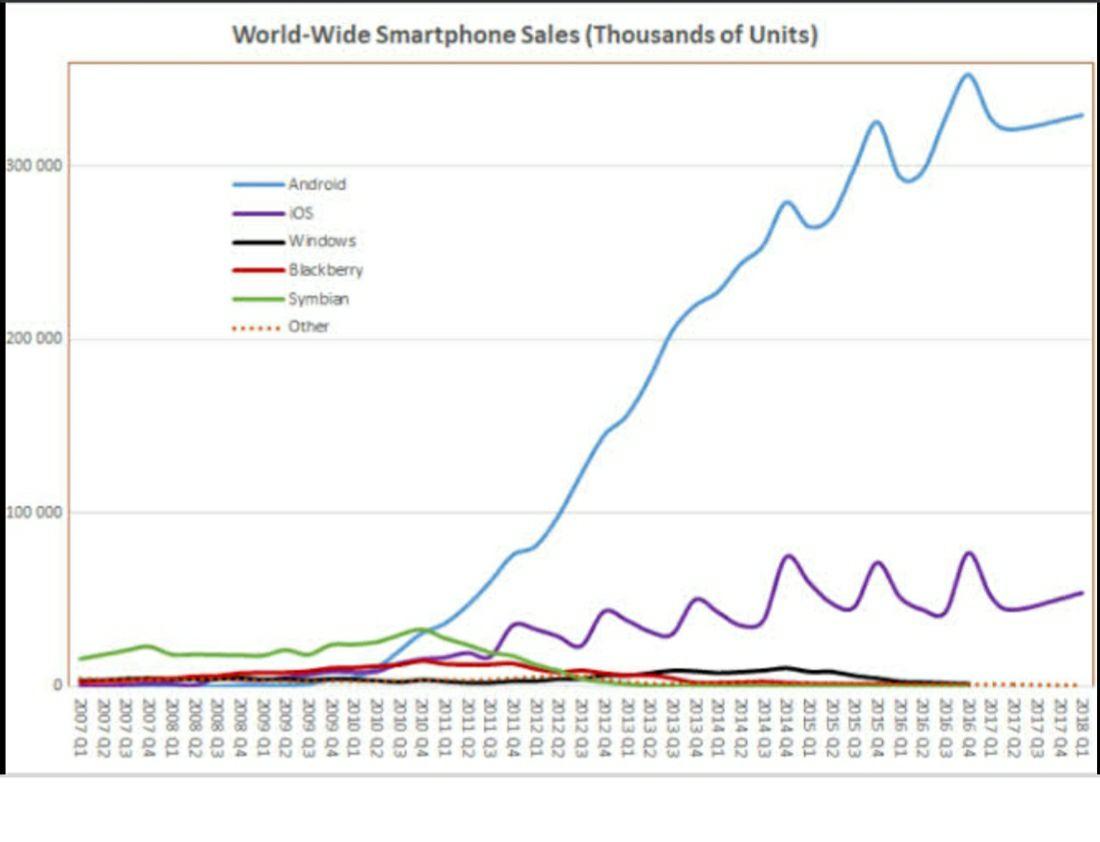 World-Wide Smartphone Sales (Thousands of Units)
300 000
Android
iOS
Windows
Blackberry
Symbian
Other
200 000
100 000
0
2007 Q1
2007 Q2
2007 Q3
2007 Q4
2008 Q1
2008 Q2
2008 Q3
2008 Q4
2009 Q1
2009 Q2
2009 Q3
2009 Q4
2010 Q1
2010 Q2
2010 Q3
2010 Q4
2011 Q1
2011 Q2
2011 Q3
2011 Q4
2012 Q1
2012 Q2
2012 Q3
2012 Q4
2013 Q1
2013 Q2
2013 Q3
2013 Q4
2014 Q1
2014 Q2
2014 Q3
2014 Q4
2015 Q1
2015 Q2
2015 Q3
2015 Q4
2016 Q1
2016 Q2
2016 Q3
2016 Q4
2017 Q1
2017 Q2
2017 Q3
2017 Q4
2018 Q1